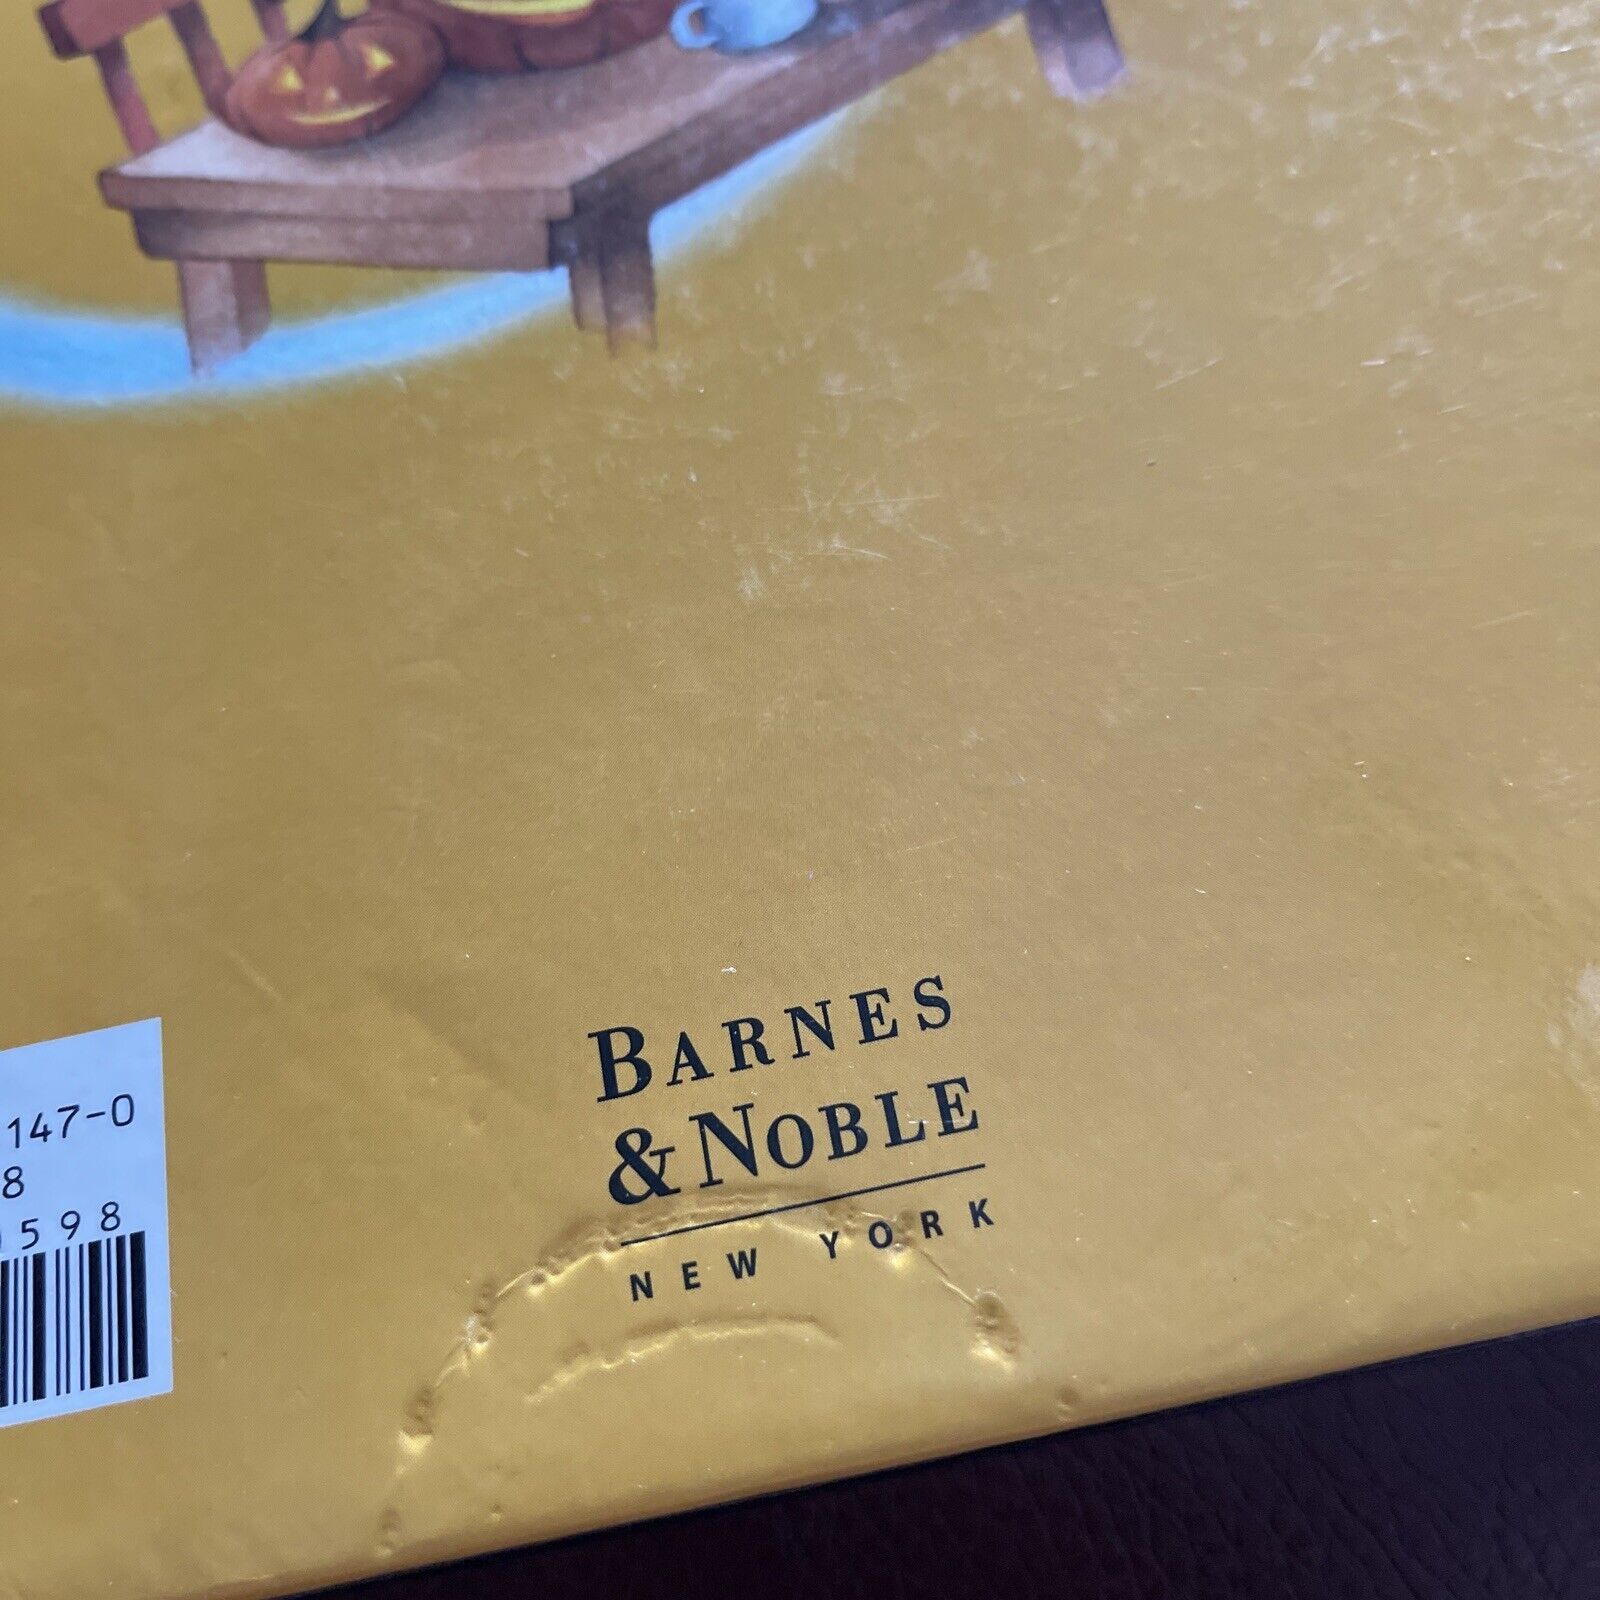 147-0
8
598
BARNES
& NOBLE
NEW YORK